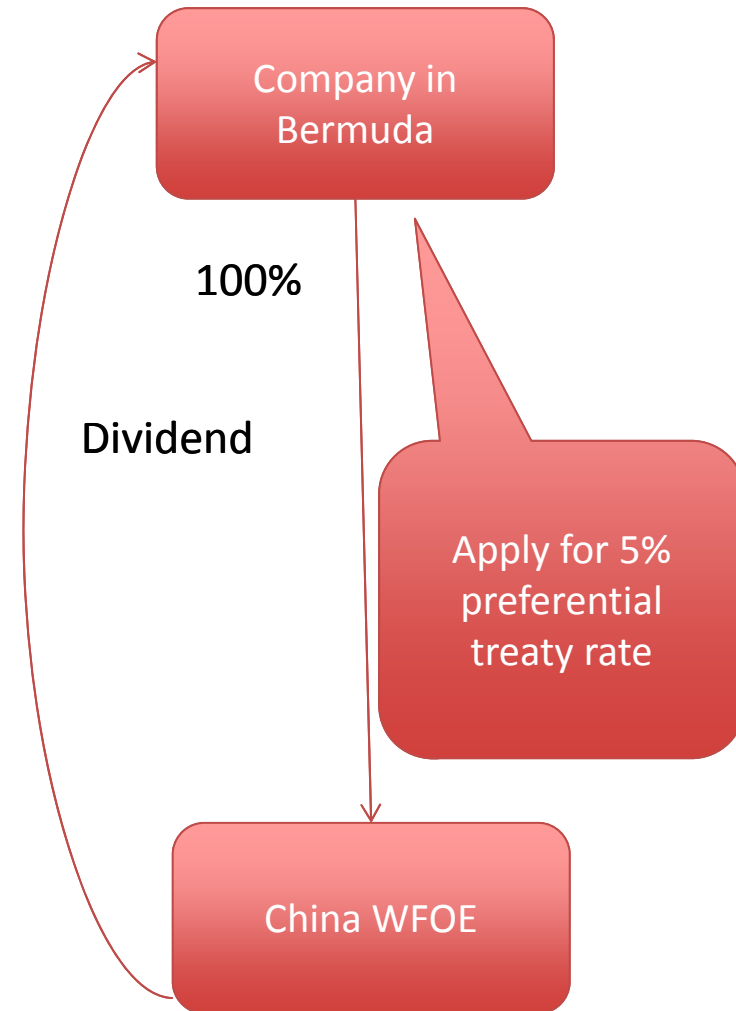 Company in
Bermuda
100%
Dividend
Apply for 5%
preferential
treaty rate
China WFOE